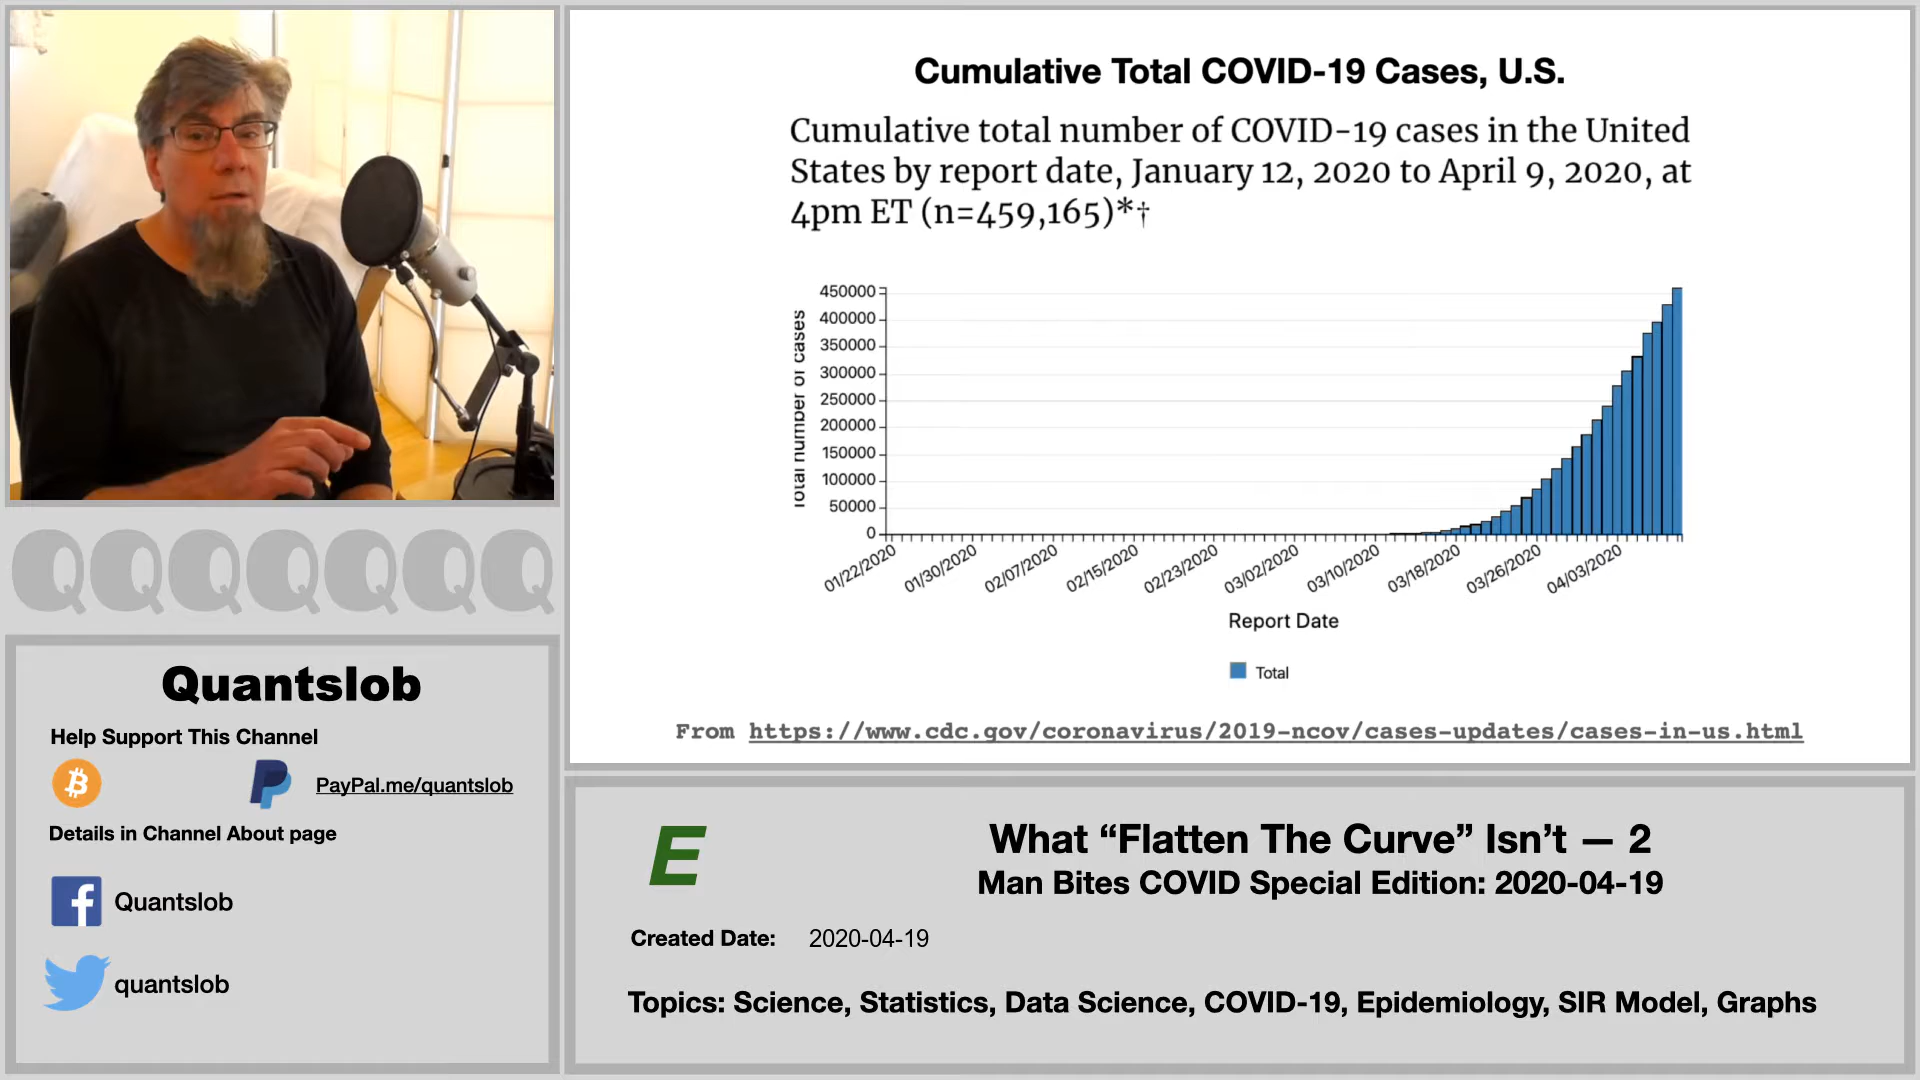 Cumulative Total COVID-19 Cases, U.S.
Cumulative total number of COVID-19 cases in the United
States by report date, January 12, 2020 to April 9, 2020, at
4pm ET (n=459,165)*†
Total number of cases
450000
400000
350000
300000
250000
200000
150000
100000
50000
0
01/22/2020
01/30/2020
02/07/2020
02/15/2020
02/23/2020
03/02/2020
03/10/2020
03/18/2020
03/26/2020
04/03/2020
Report Date
Total
From https://www.cdc.gov/coronavirus/2019-ncov/cases-updates/cases-in-us.html
QQQQQQQ
Quantslob
Help Support This Channel
PayPal.me/quantslob
Details in Channel About page
Quantslob
quantslob
E
What “Flatten The Curve” Isn’t — 2
Man Bites COVID Special Edition: 2020-04-19
Created Date: 2020-04-19
Topics: Science, Statistics, Data Science, COVID-19, Epidemiology, SIR Model, Graphs